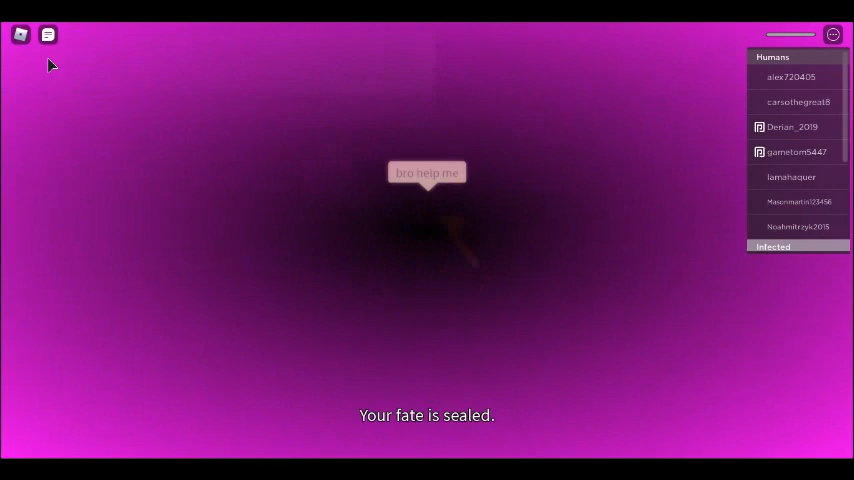 Humans
alex720405
carsothegreat8
Derian_2019
gametom5447
lamahaquer
Masonmartin123456
Noahmitrzyk2015
Infected
bro help me
Your fate is sealed.